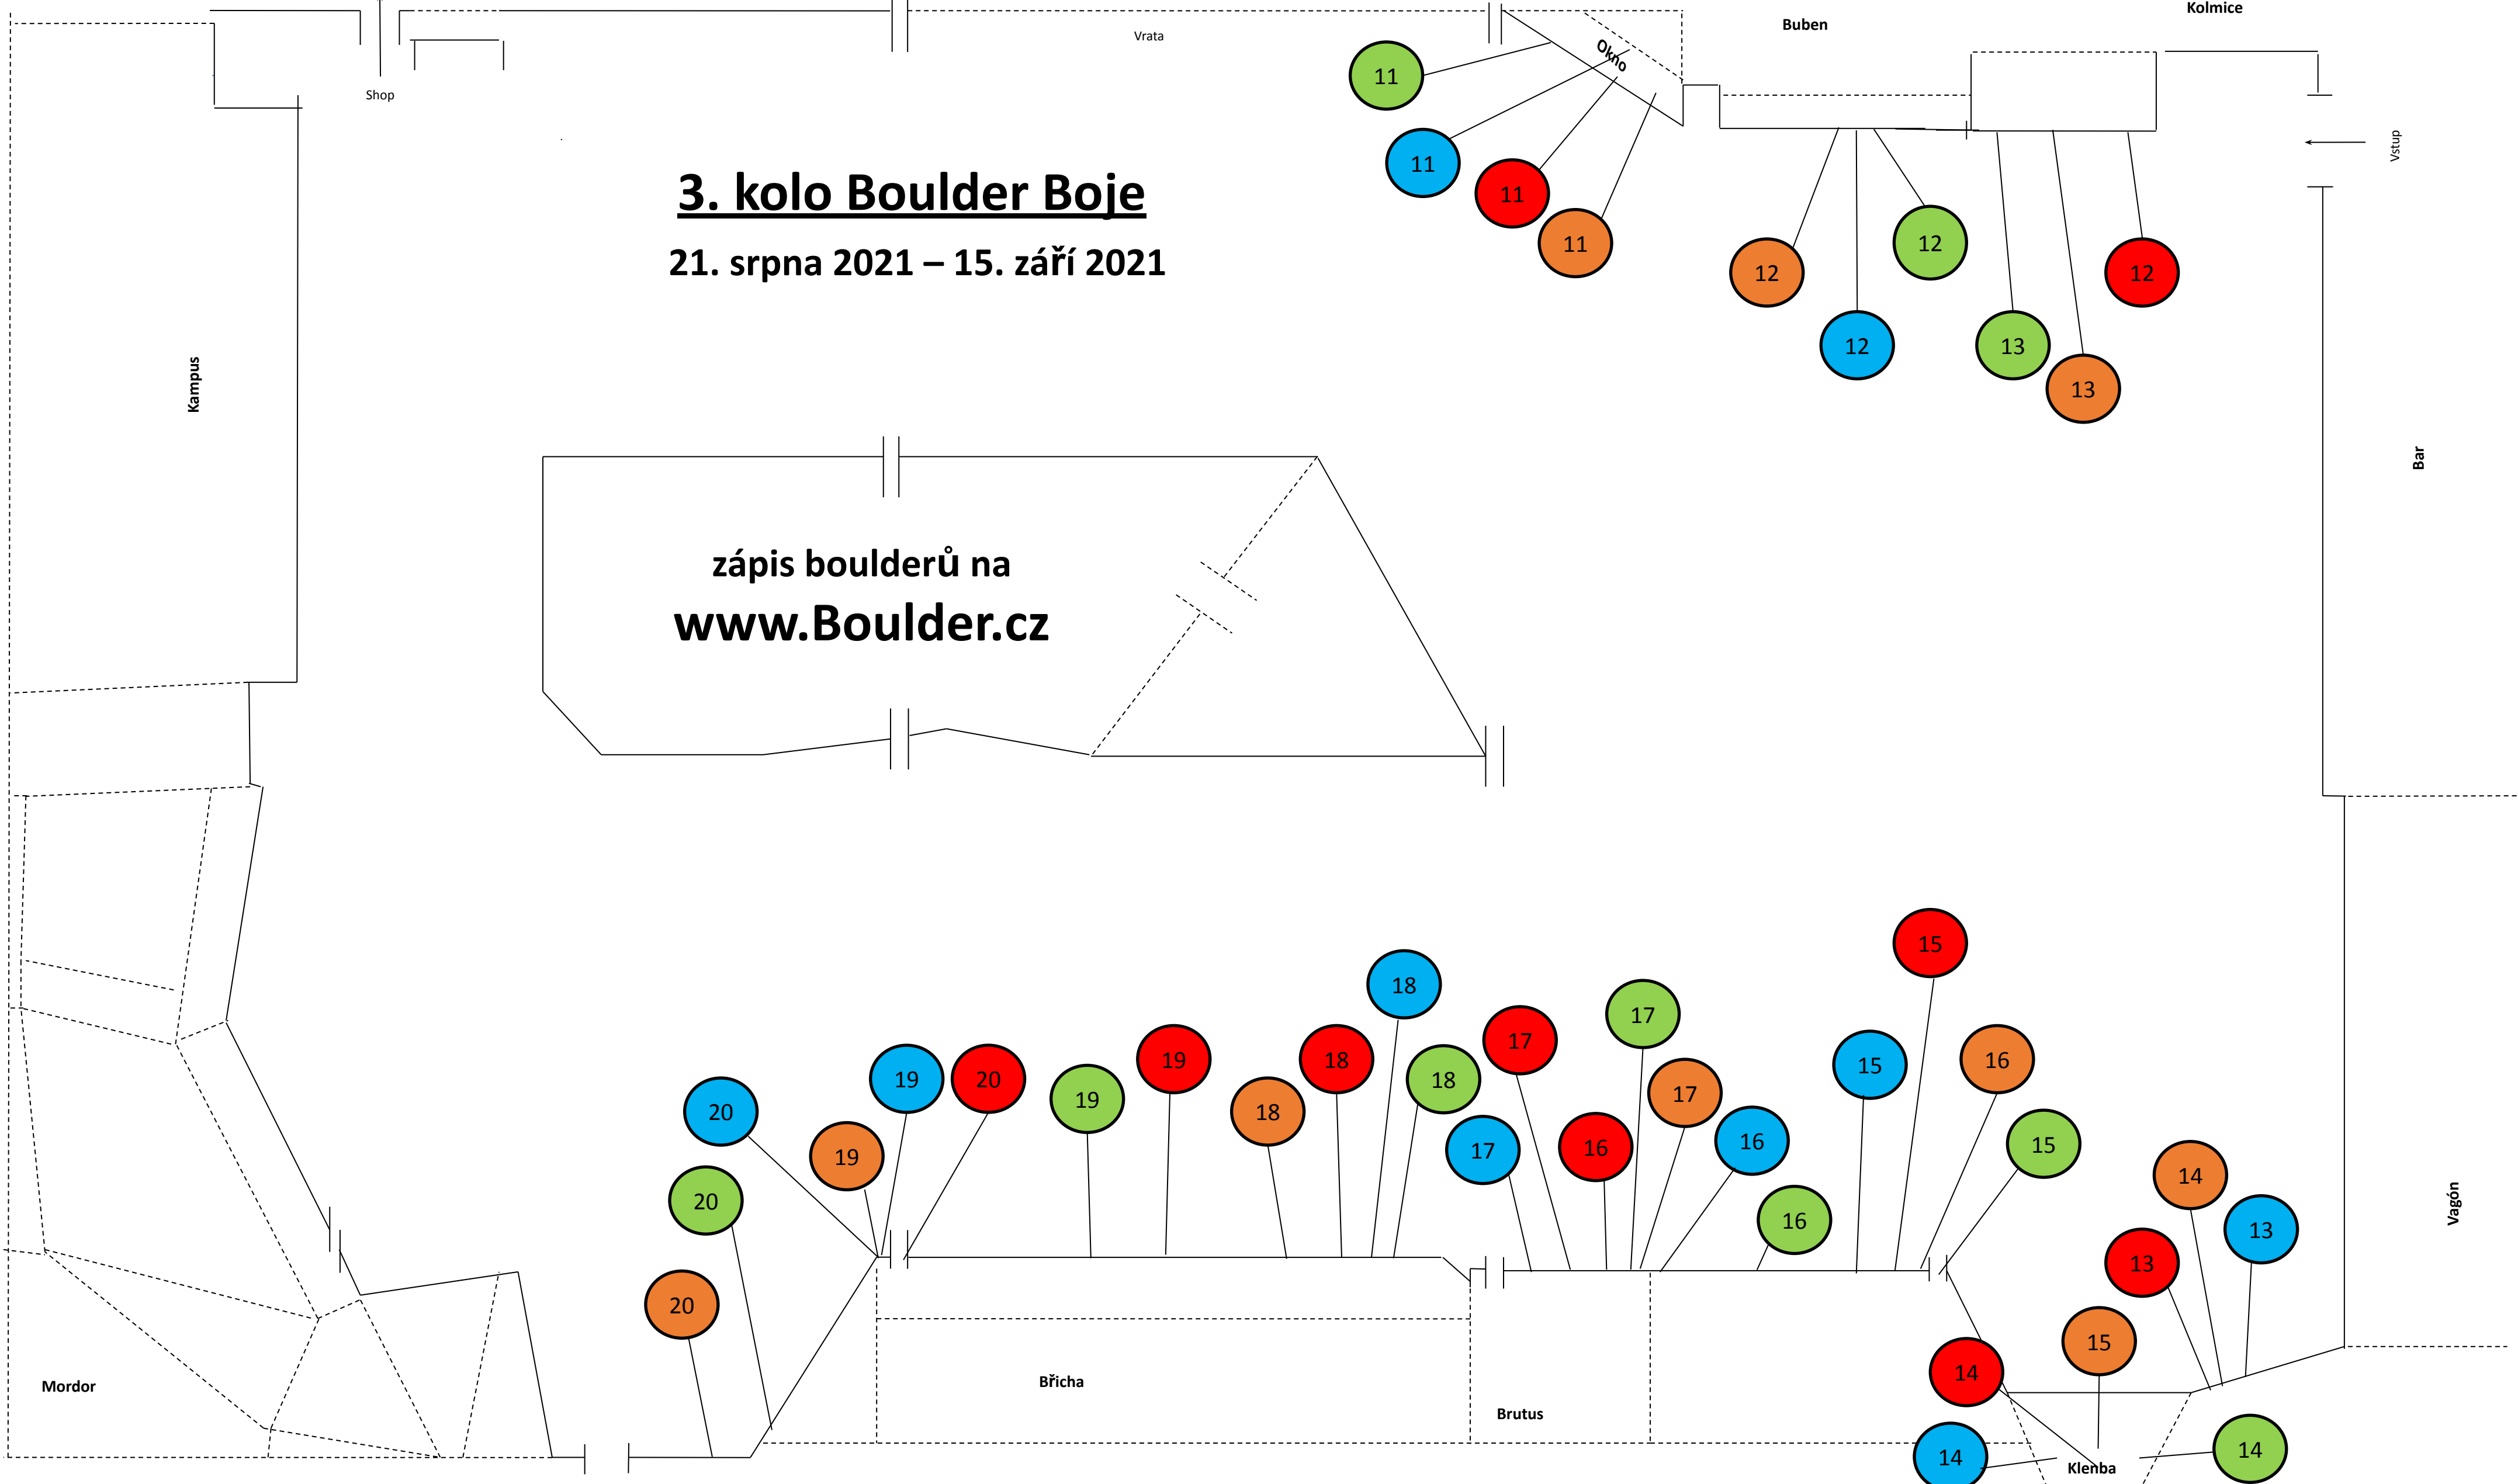 Kolmice
Buben
Vrata
Okno
11
Shop
Vstup
11
11
3. kolo Boulder Boje
11
12
12
12
21. srpna 2021 – 15. září 2021
12
13
Kampus
13
Bar
zápis boulderů na
www.Boulder.cz
15
18
17
17
19
18
16
15
19
20
18
17
19
20
18
16
15
16
17
19
14
20
Vagón
16
13
13
20
15
14
Břicha
Mordor
Brutus
14
14
Klenba